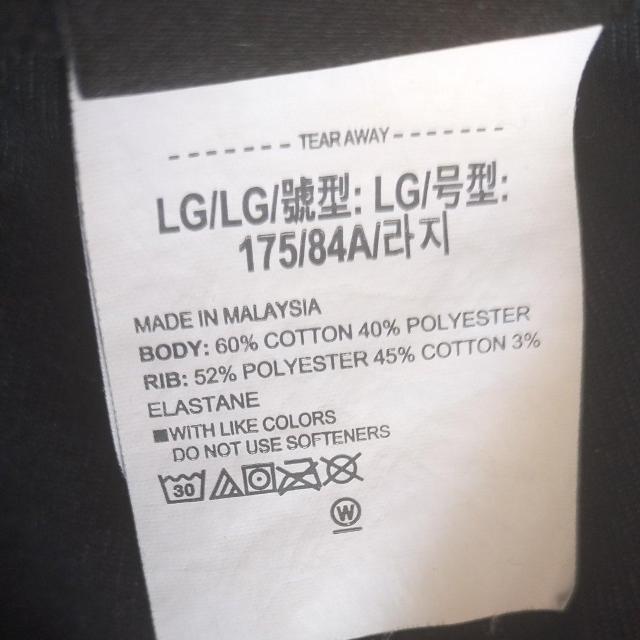 TEAR AWAY
LG/LG/號型: LG/号型:
175/84A/라지
MADE IN MALAYSIA
BODY: 60% COTTON 40% POLYESTER
RIB: 52% POLYESTER 45% COTTON 3%
ELASTANE
■WITH LIKE COLORS
DO NOT USE SOFTENERS
30
W